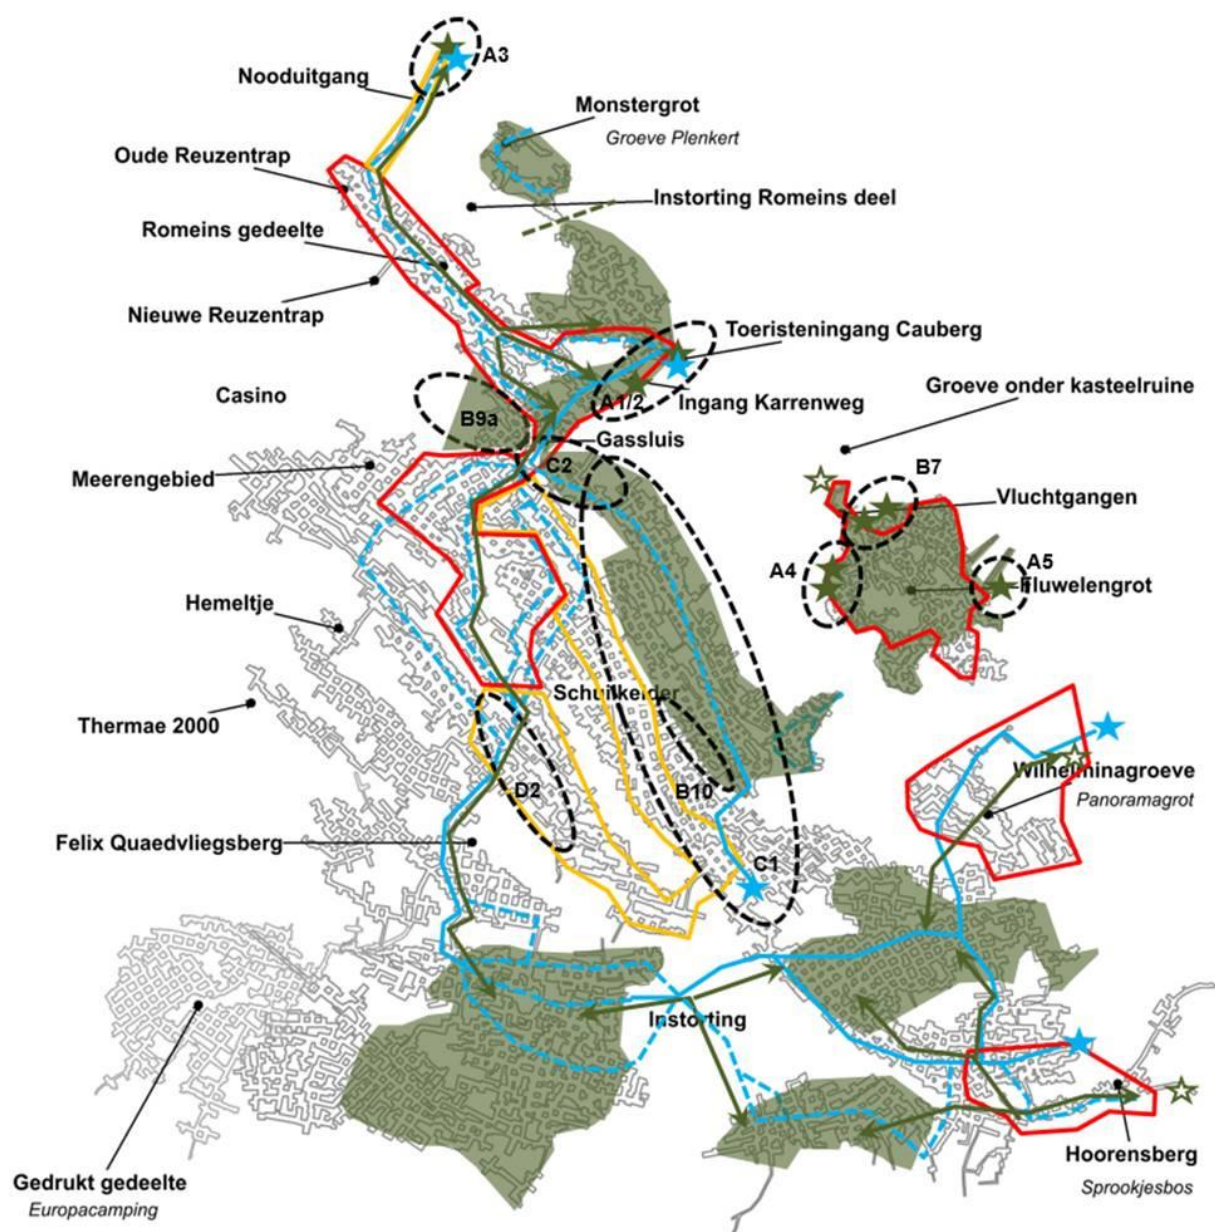 A3
Nooduitgang
Monstergrot
Groeve Plenkert
Oude Reuzentrap
Instorting Romeins deel
Romeins gedeelte
Nieuwe Reuzentrap
Toeristeningang Cauberg
Groeve onder kasteelruine
Casino
A1/2
Ingang Karrenweg
B9a
Gassluis
C2
B7
Meerengebied
Vluchtgangen
A4
A5
Fluwelengrot
Hemeltje
Schuilkelder
Thermae 2000
Wilhelminagroeve
Panoramagrot
D2
B10
Felix Quaedvliegsberg
C1
Instorting
Hoorensberg
Sprookjesbos
Gedrukt gedeelte
Europacamping